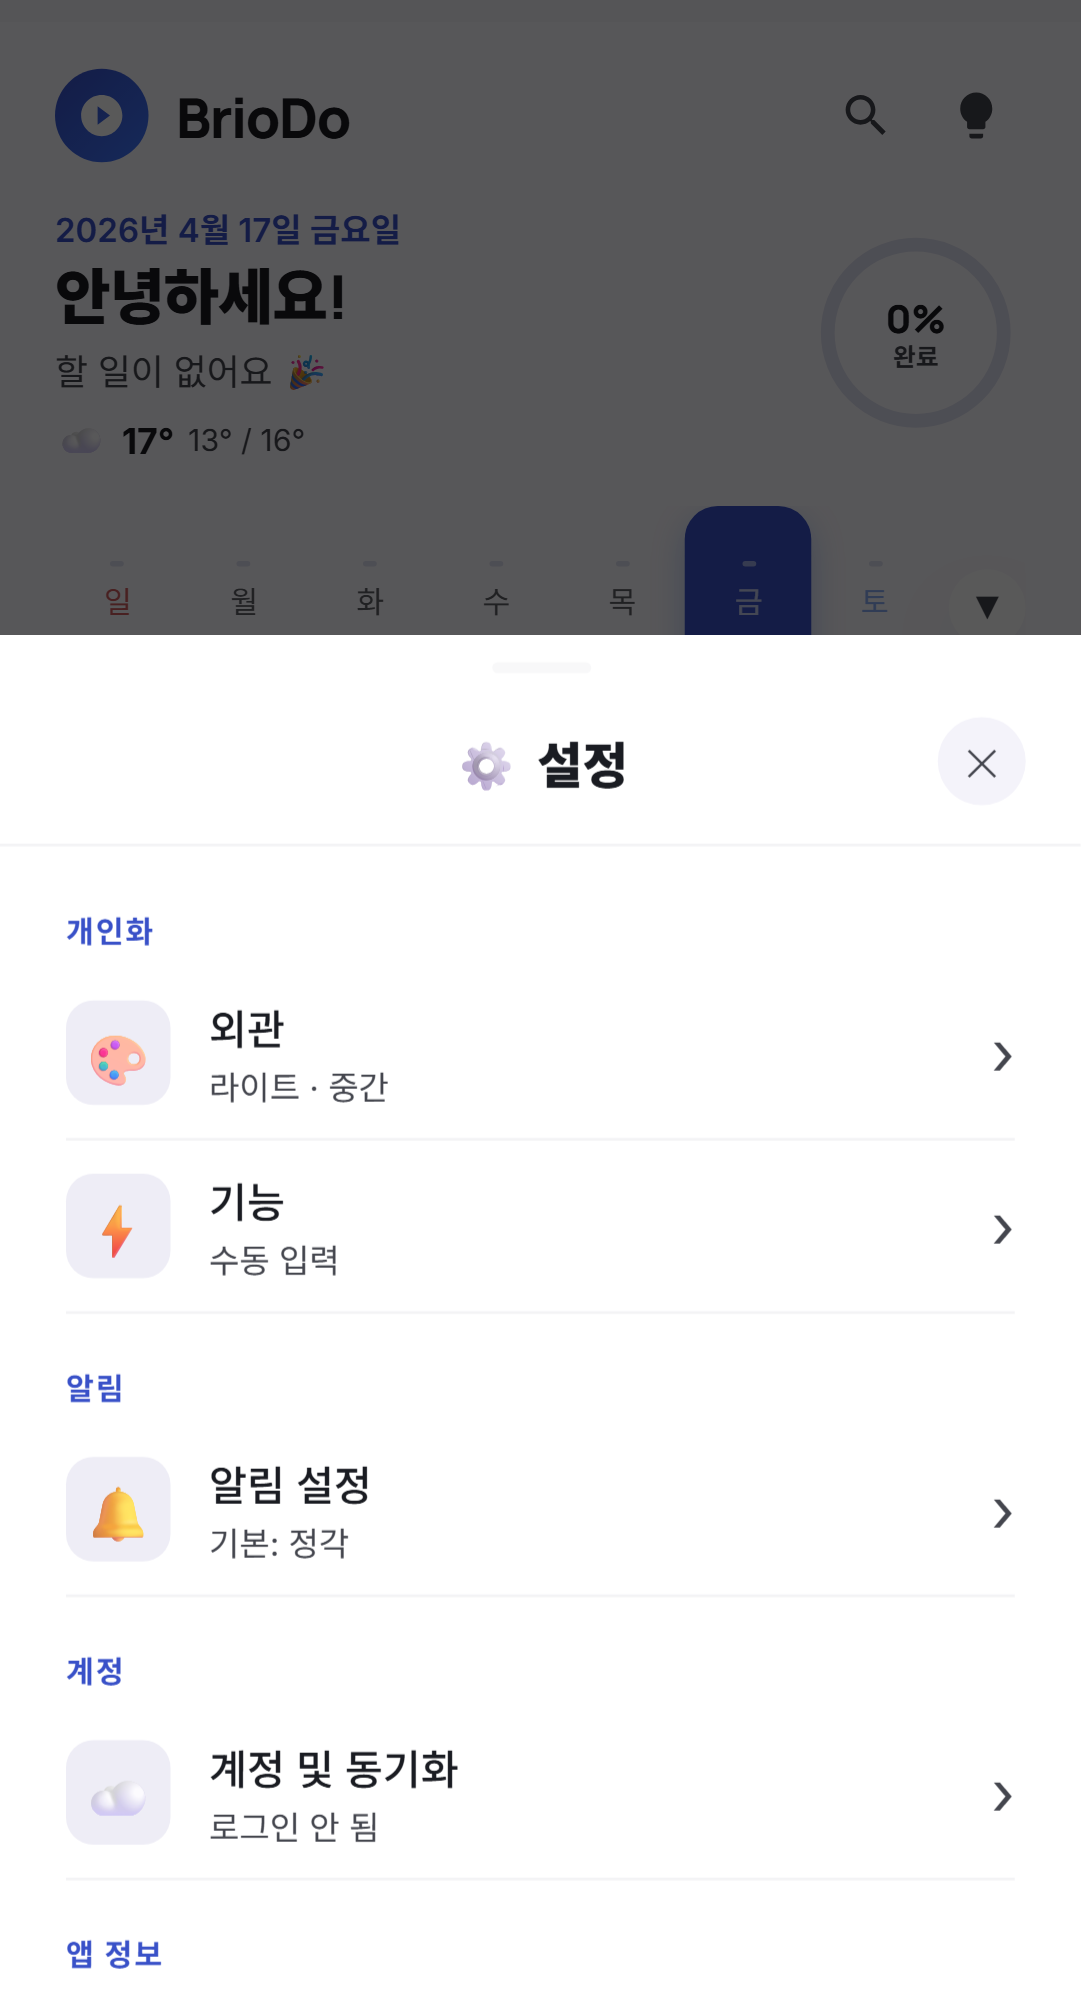 BrioDo
2026년 4월 17일 금요일
안녕하세요!
할 일이 없어요 🎉
17° 13° / 16°
0%
완료
일 월 화 수 목 금 토
설정
개인화
외관
라이트 · 중간
기능
수동 입력
알림
알림 설정
기본: 정각
계정
계정 및 동기화
로그인 안 됨
앱 정보